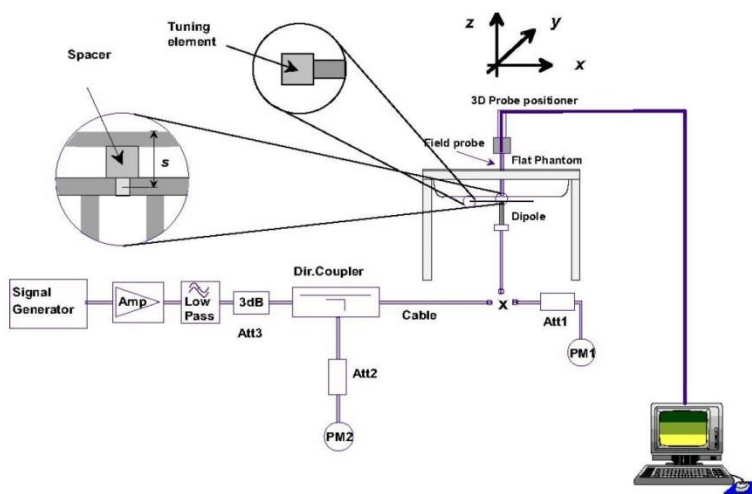 Tuning
element
Spacer
s
z
y
x
3D Probe positioner
Field probe
Flat Phantom
Dipole
Dir.Coupler
Signal
Generator
Amp
Low
Pass
3dB
Att3
Cable
x
Att1
PM1
Att2
PM2